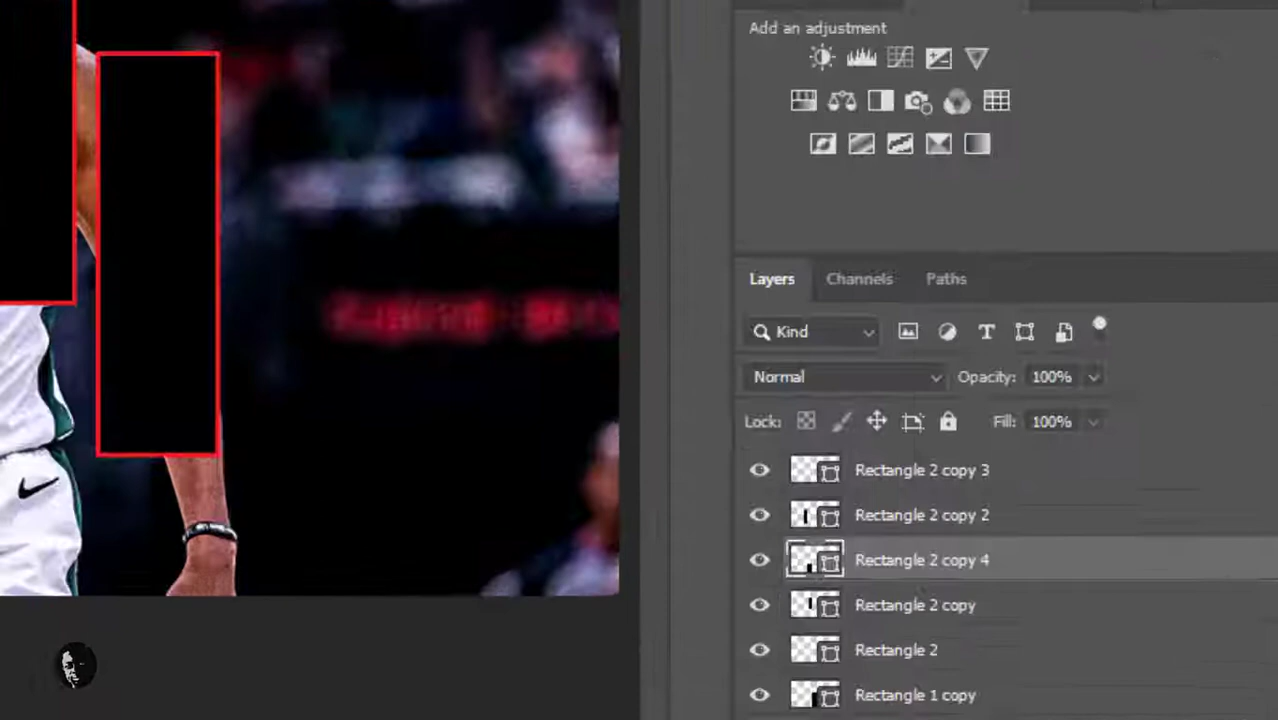 Add an adjustment
Layers Channels Paths
Kind
Normal Opacity: 100%
Lock: Fill: 100%
Rectangle 2 copy 3
Rectangle 2 copy 2
Rectangle 2 copy 4
Rectangle 2 copy
Rectangle 2
Rectangle 1 copy